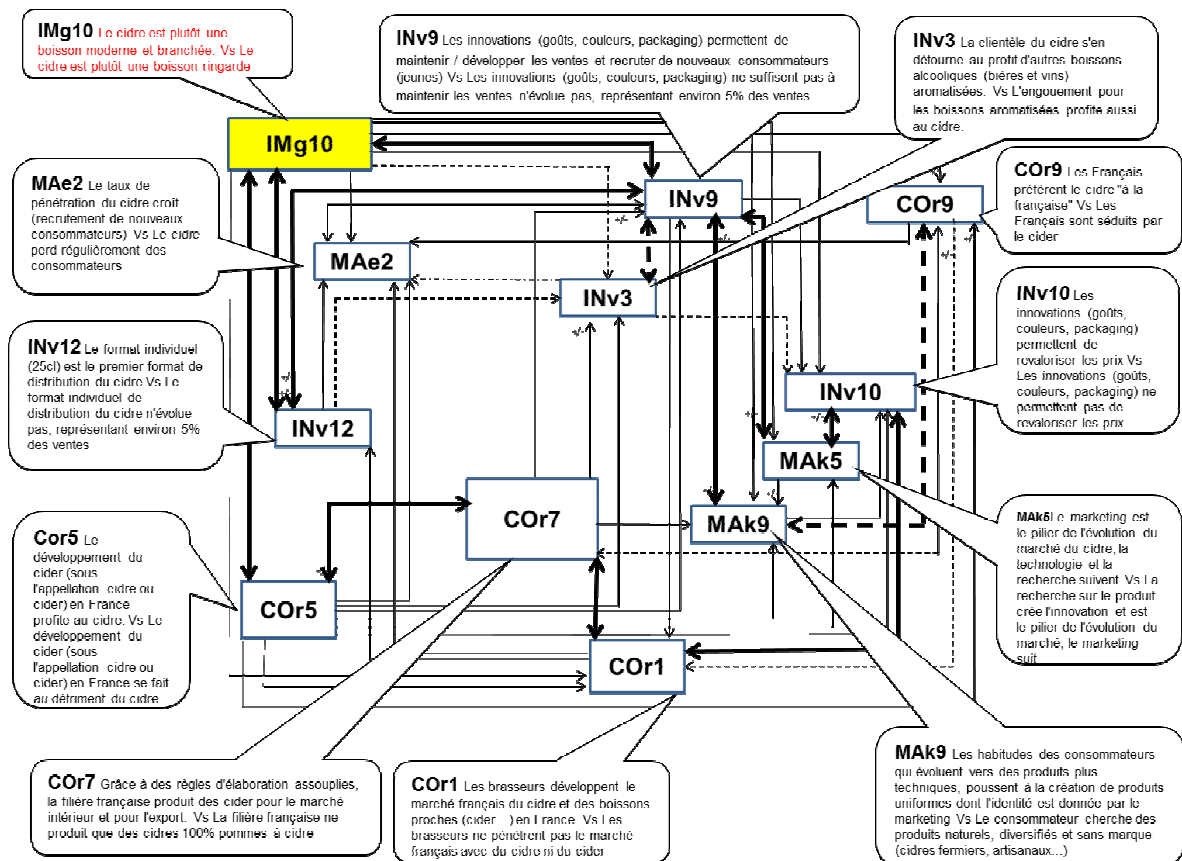 IMg10 Le cidre est plutôt une
boisson moderne et branchée. Vs Le
cidre est plutôt une boisson ringarde
INv9 Les innovations (goûts, couleurs, packaging) permettent de
maintenir / développer les ventes et recruter de nouveaux consommateurs
(jeunes) Vs Les innovations (goûts, couleurs, packaging) ne suffisent pas à
maintenir les ventes n'évolue pas, représentant environ 5% des ventes
INv3 La clientèle du cidre s'en
détourne au profit d'autres boissons
alcooliques (bières et vins)
aromatisées. Vs L'engouement pour
les boissons aromatisées profite aussi
au cidre.
IMg10
MAe2 Le taux de
pénétration du cidre croît
(recrutement de nouveaux
consommateurs) Vs Le cidre
perd régulièrement des
consommateurs
COr9 Les Français
préfèrent le cidre "à la
française" Vs Les
Français sont séduits par
le cider
INv9
COr9
+/-
+/-
+/-
MAe2
INv3
INv10 Les
innovations (goûts,
couleurs, packaging)
permettent de
revaloriser les prix Vs
Les innovations (goûts,
couleurs, packaging) ne
permettent pas de
revaloriser les prix
INv12 Le format individuel
(25cl) est le premier format de
distribution du cidre Vs Le
format individuel de
distribution du cidre n'évolue
pas, représentant environ 5%
des ventes
+/-
+/-
INv10
INv12
+/-
MAk5
COr7
MAk9
MAk5Le marketing est
le pilier de l'évolution du
marché du cidre, la
technologie et la
recherche suivent Vs La
recherche sur le produit
crée l'innovation et est
le pilier de l'évolution du
marché, le marketing
suit
Cor5 Le
développement du
cider (sous
l'appellation cidre ou
cider) en France
profite au cidre. Vs Le
développement du
cider (sous
l'appellation cidre ou
cider) en France se fait
au détriment du cidre
COr5
COr1
COr7 Grâce à des règles d'élaboration assouplies,
la filière française produit des cider pour le marché
intérieur et pour l'export. Vs La filière française ne
produit que des cidres 100% pommes à cidre
COr1 Les brasseurs développent le
marché français du cidre et des boissons
proches (cider ...) en France. Vs Les
brasseurs ne pénètrent pas le marché
français avec du cidre ni du cider
MAk9 Les habitudes des consommateurs
qui évoluent vers des produits plus
techniques, poussent à la création de produits
uniformes dont l'identité est donnée par le
marketing Vs Le consommateur cherche des
produits naturels, diversifiés et sans marque
(cidres fermiers, artisanaux...)